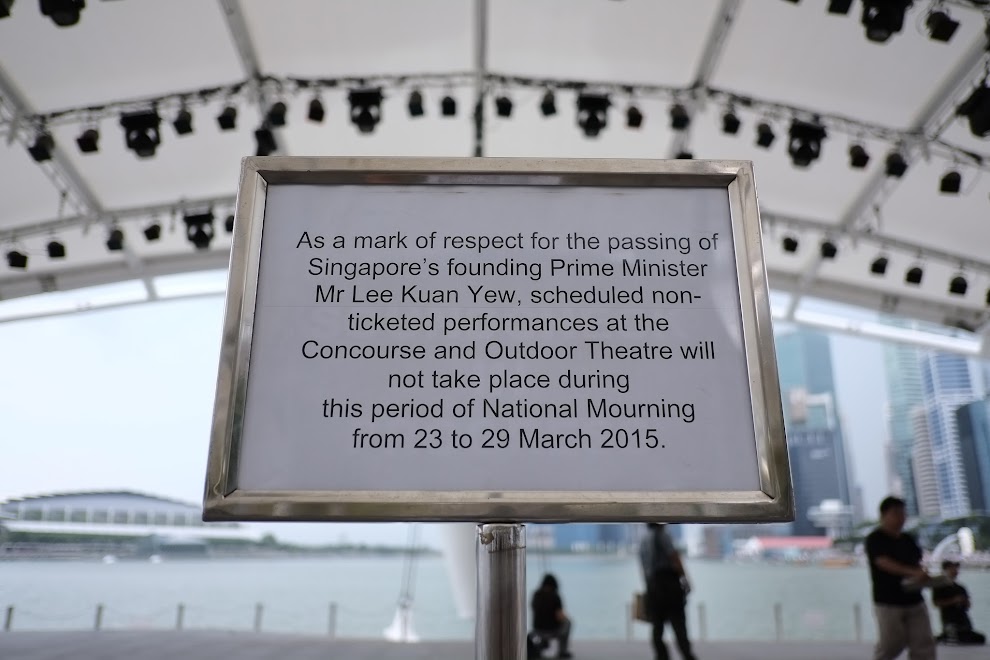 As a mark of respect for the passing of
Singapore's founding Prime Minister
Mr Lee Kuan Yew, scheduled non-
ticketed performances at the
Concourse and Outdoor Theatre will
not take place during
this period of National Mourning
from 23 to 29 March 2015.